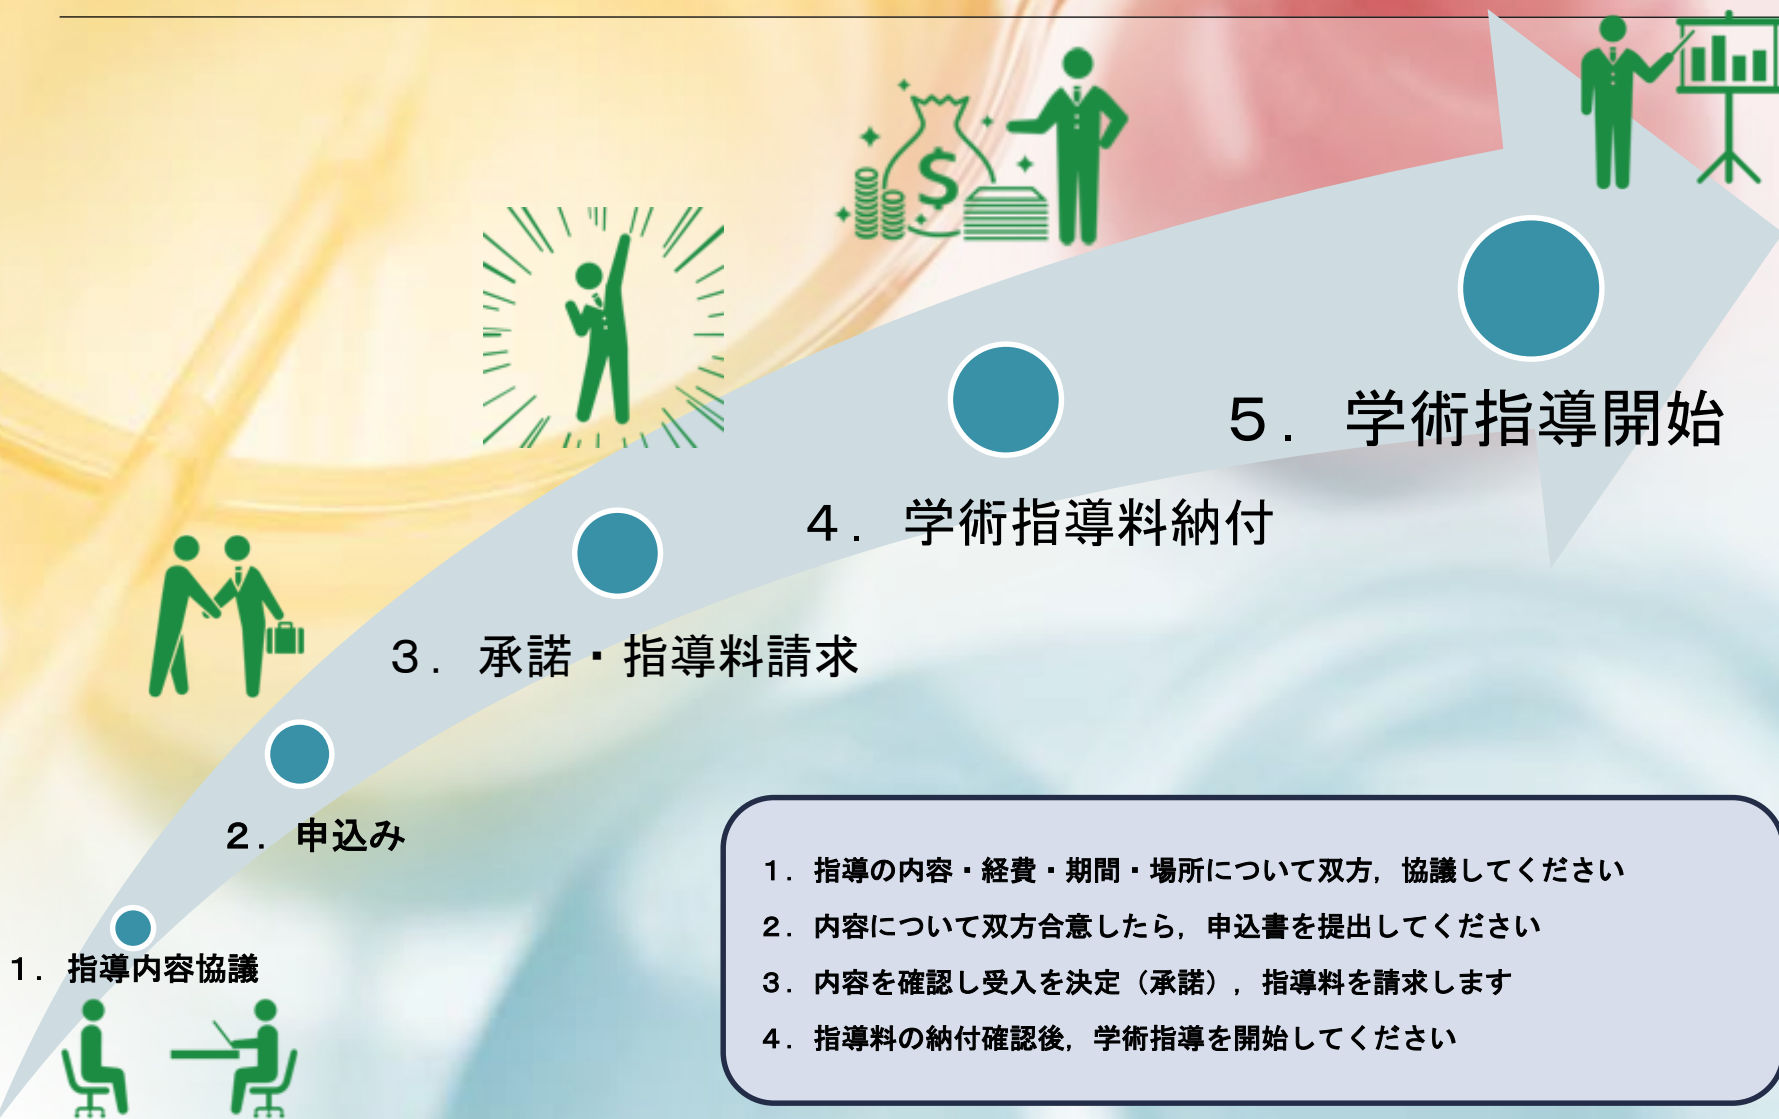 1．指導内容協議
2．申込み
3．承諾・指導料請求
4．学術指導料納付
5．学術指導開始
$
1．指導の内容・経費・期間・場所について双方，協議してください
2．内容について双方合意したら，申込書を提出してください
3．内容を確認し受入を決定（承諾），指導料を請求します
4．指導料の納付確認後，学術指導を開始してください